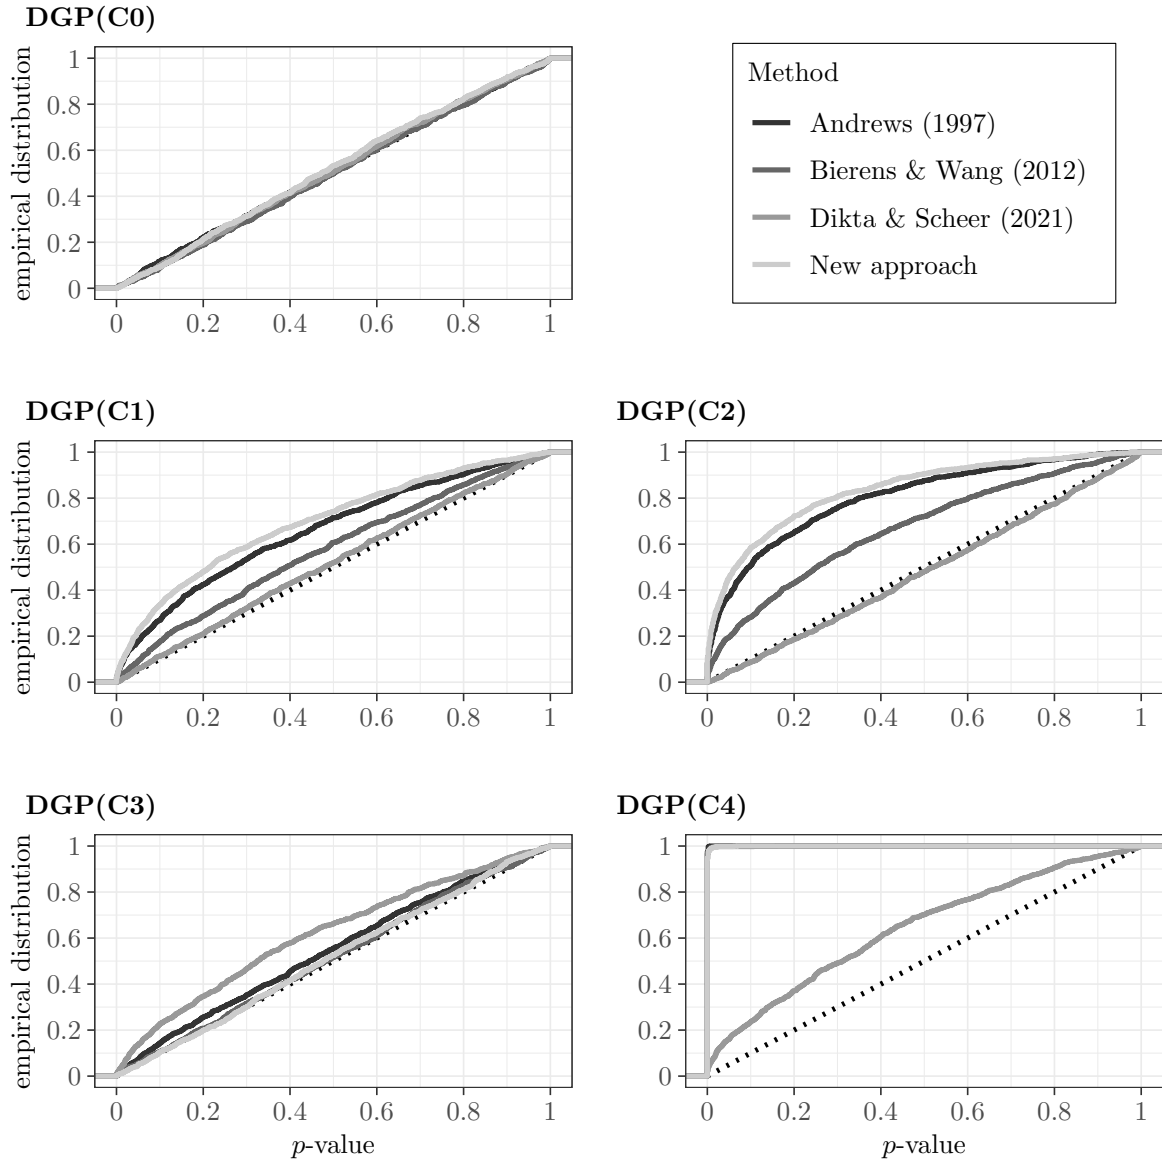 DGP(C0)
empirical distribution
1
0.8
0.6
0.4
0.2
0
0 0.2 0.4 0.6 0.8 1
Method
Andrews (1997)
Bierens & Wang (2012)
Dikta & Scheer (2021)
New approach
DGP(C1)
empirical distribution
1
0.8
0.6
0.4
0.2
0
0 0.2 0.4 0.6 0.8 1
DGP(C2)
1
0.8
0.6
0.4
0.2
0
0 0.2 0.4 0.6 0.8 1
DGP(C3)
empirical distribution
1
0.8
0.6
0.4
0.2
0
0 0.2 0.4 0.6 0.8 1
p-value
DGP(C4)
1
0.8
0.6
0.4
0.2
0
0 0.2 0.4 0.6 0.8 1
p-value